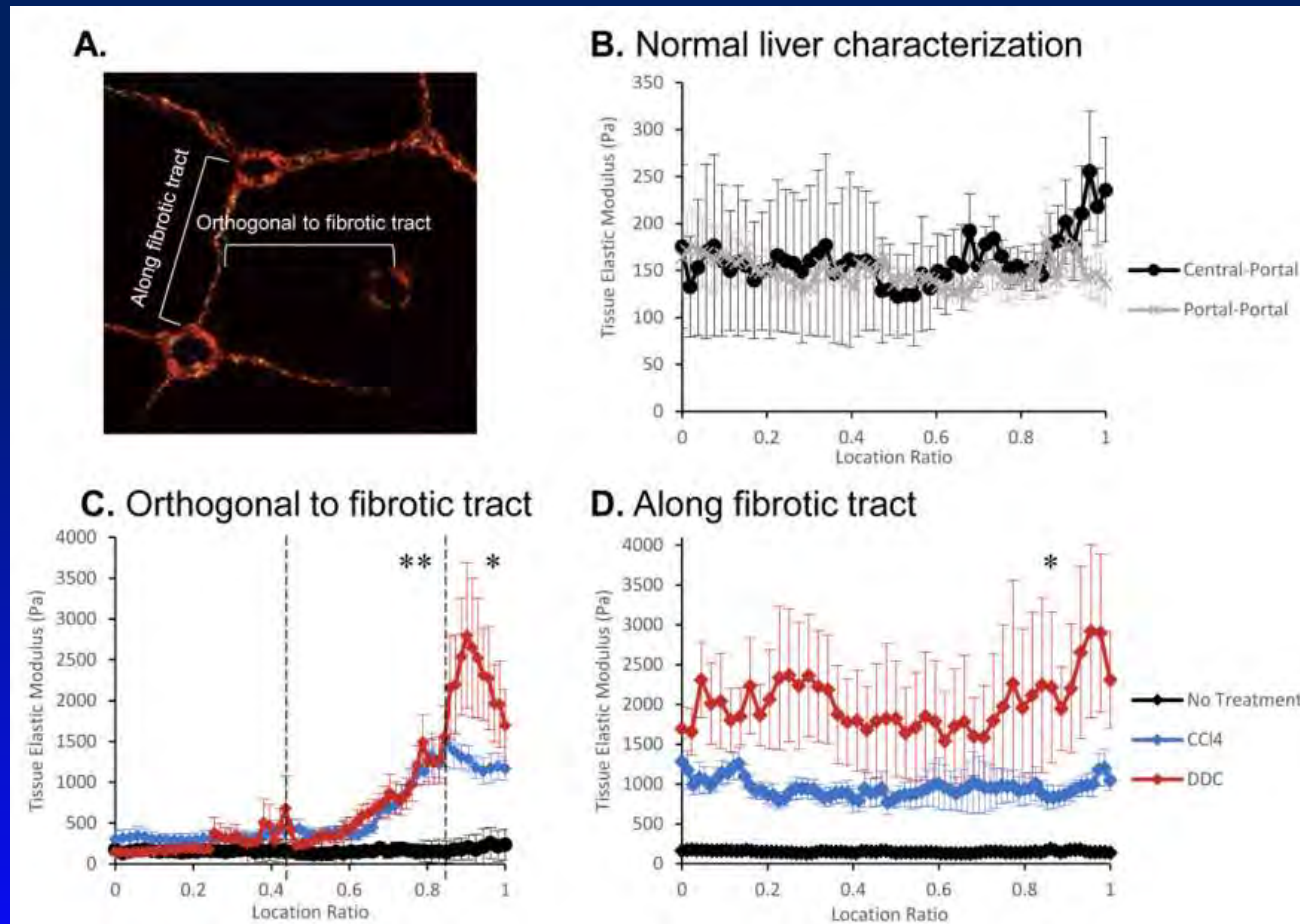 A.
Along fibrotic tract
Orthogonal to fibrotic tract
B. Normal liver characterization
Tissue Elastic Modulus (Pa)
350
300
250
200
150
100
50
0
0 0.2 0.4 0.6 0.8 1
Location Ratio
Central-Portal
Portal-Portal
C. Orthogonal to fibrotic tract
Tissue Elastic Modulus (Pa)
4000
3500
3000
2500
2000
1500
1000
500
0
** *
0 0.2 0.4 0.6 0.8 1
Location Ratio
D. Along fibrotic tract
Tissue Elastic Modulus (Pa)
4000
3500
3000
2500
2000
1500
1000
500
0
*
0 0.2 0.4 0.6 0.8 1
Location Ratio
No Treatment
CCl4
DDC